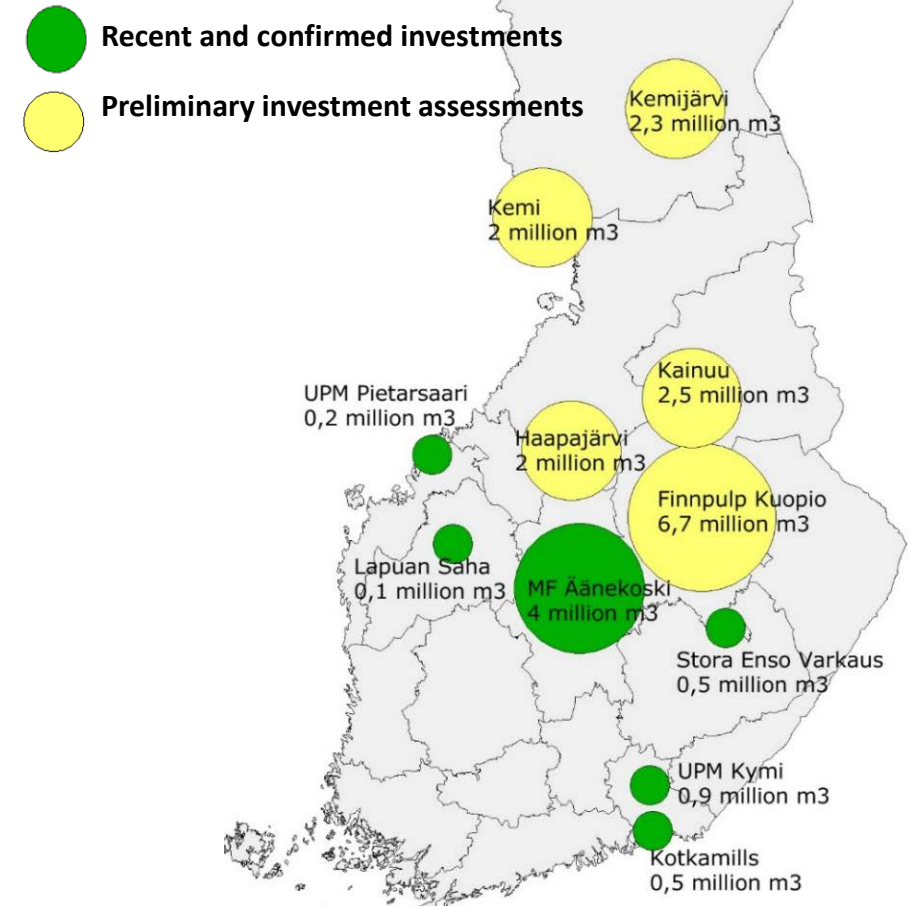 Recent and confirmed investments
Preliminary investment assessments
Kemijärvi
2,3 million m3
Kemi
2 million m3
Kainuu
2,5 million m3
UPM Pietarsaari
0,2 million m3
Haapajärvi
2 million m3
Finnpulp Kuopio
6,7 million m3
Lapuan Saha
0,1 million m3
MF Äänekoski
4 million m3
Stora Enso Varkaus
0,5 million m3
UPM Kymi
0,9 million m3
Kotkamills
0,5 million m3